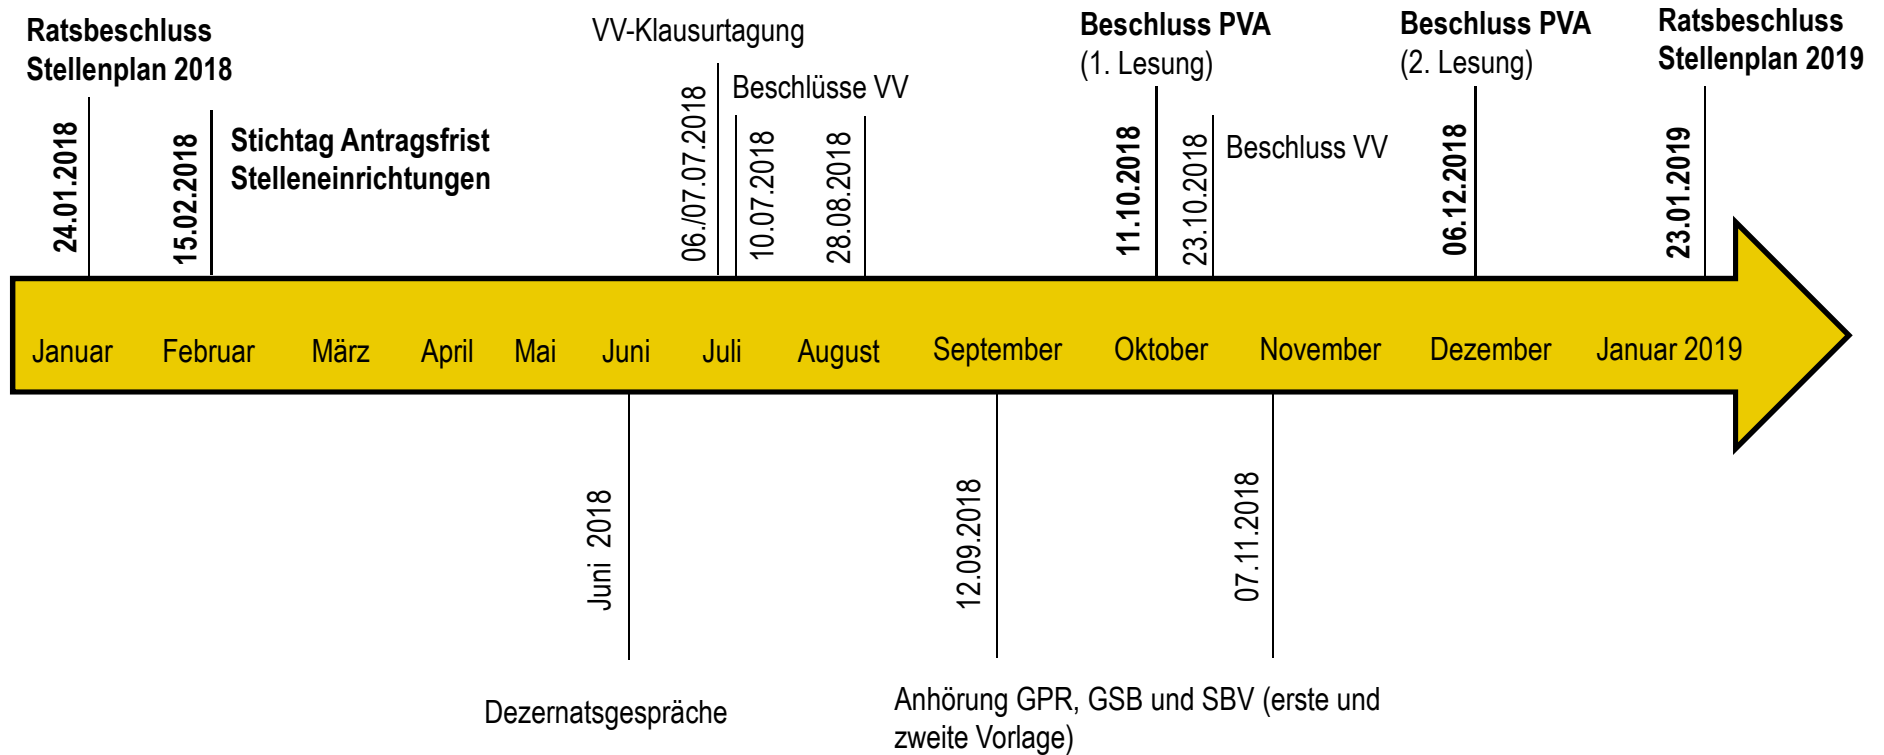 Ratsbeschluss
Stellenplan 2018
24.01.2018
15.02.2018
Stichtag Antragsfrist
Stelleneinrichtungen
VV-Klausurtagung
06./07.07.2018
Beschlüsse VV
10.07.2018
28.08.2018
Beschluss PVA
(1. Lesung)
11.10.2018
23.10.2018
Beschluss VV
Beschluss PVA
(2. Lesung)
06.12.2018
Ratsbeschluss
Stellenplan 2019
23.01.2019
Januar Februar März April Mai Juni Juli August September Oktober November Dezember Januar 2019
Juni 2018
Dezernatsgespräche
12.09.2018
07.11.2018
Anhörung GPR, GSB und SBV (erste und
zweite Vorlage)